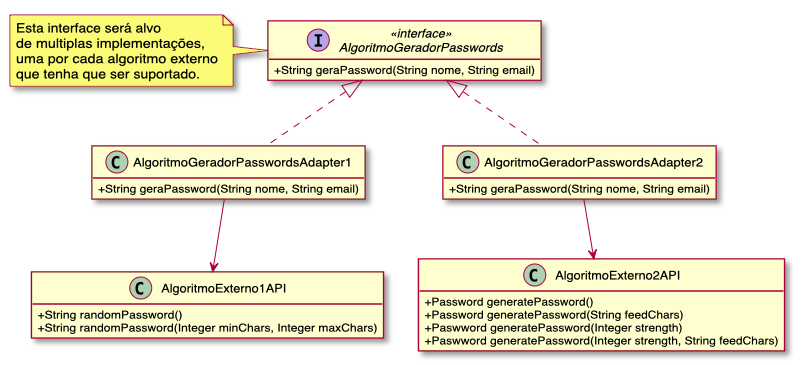 Esta interface será alvo
de multiplas implementações,
uma por cada algoritmo externo
que tenha que ser suportado.
I
«interface»
AlgoritmoGeradorPasswords
+String geraPassword(String nome, String email)
C AlgoritmoGeradorPasswordsAdapter1
+String geraPassword(String nome, String email)
C AlgoritmoGeradorPasswordsAdapter2
+String geraPassword(String nome, String email)
C AlgoritmoExterno1API
+String randomPassword()
+String randomPassword(Integer minChars, Integer maxChars)
C AlgoritmoExterno2API
+Password generatePassword()
+Password generatePassword(String feedChars)
+Pawword generatePassword(Integer strength)
+Paswword generatePassword(Integer strength, String feedChars)